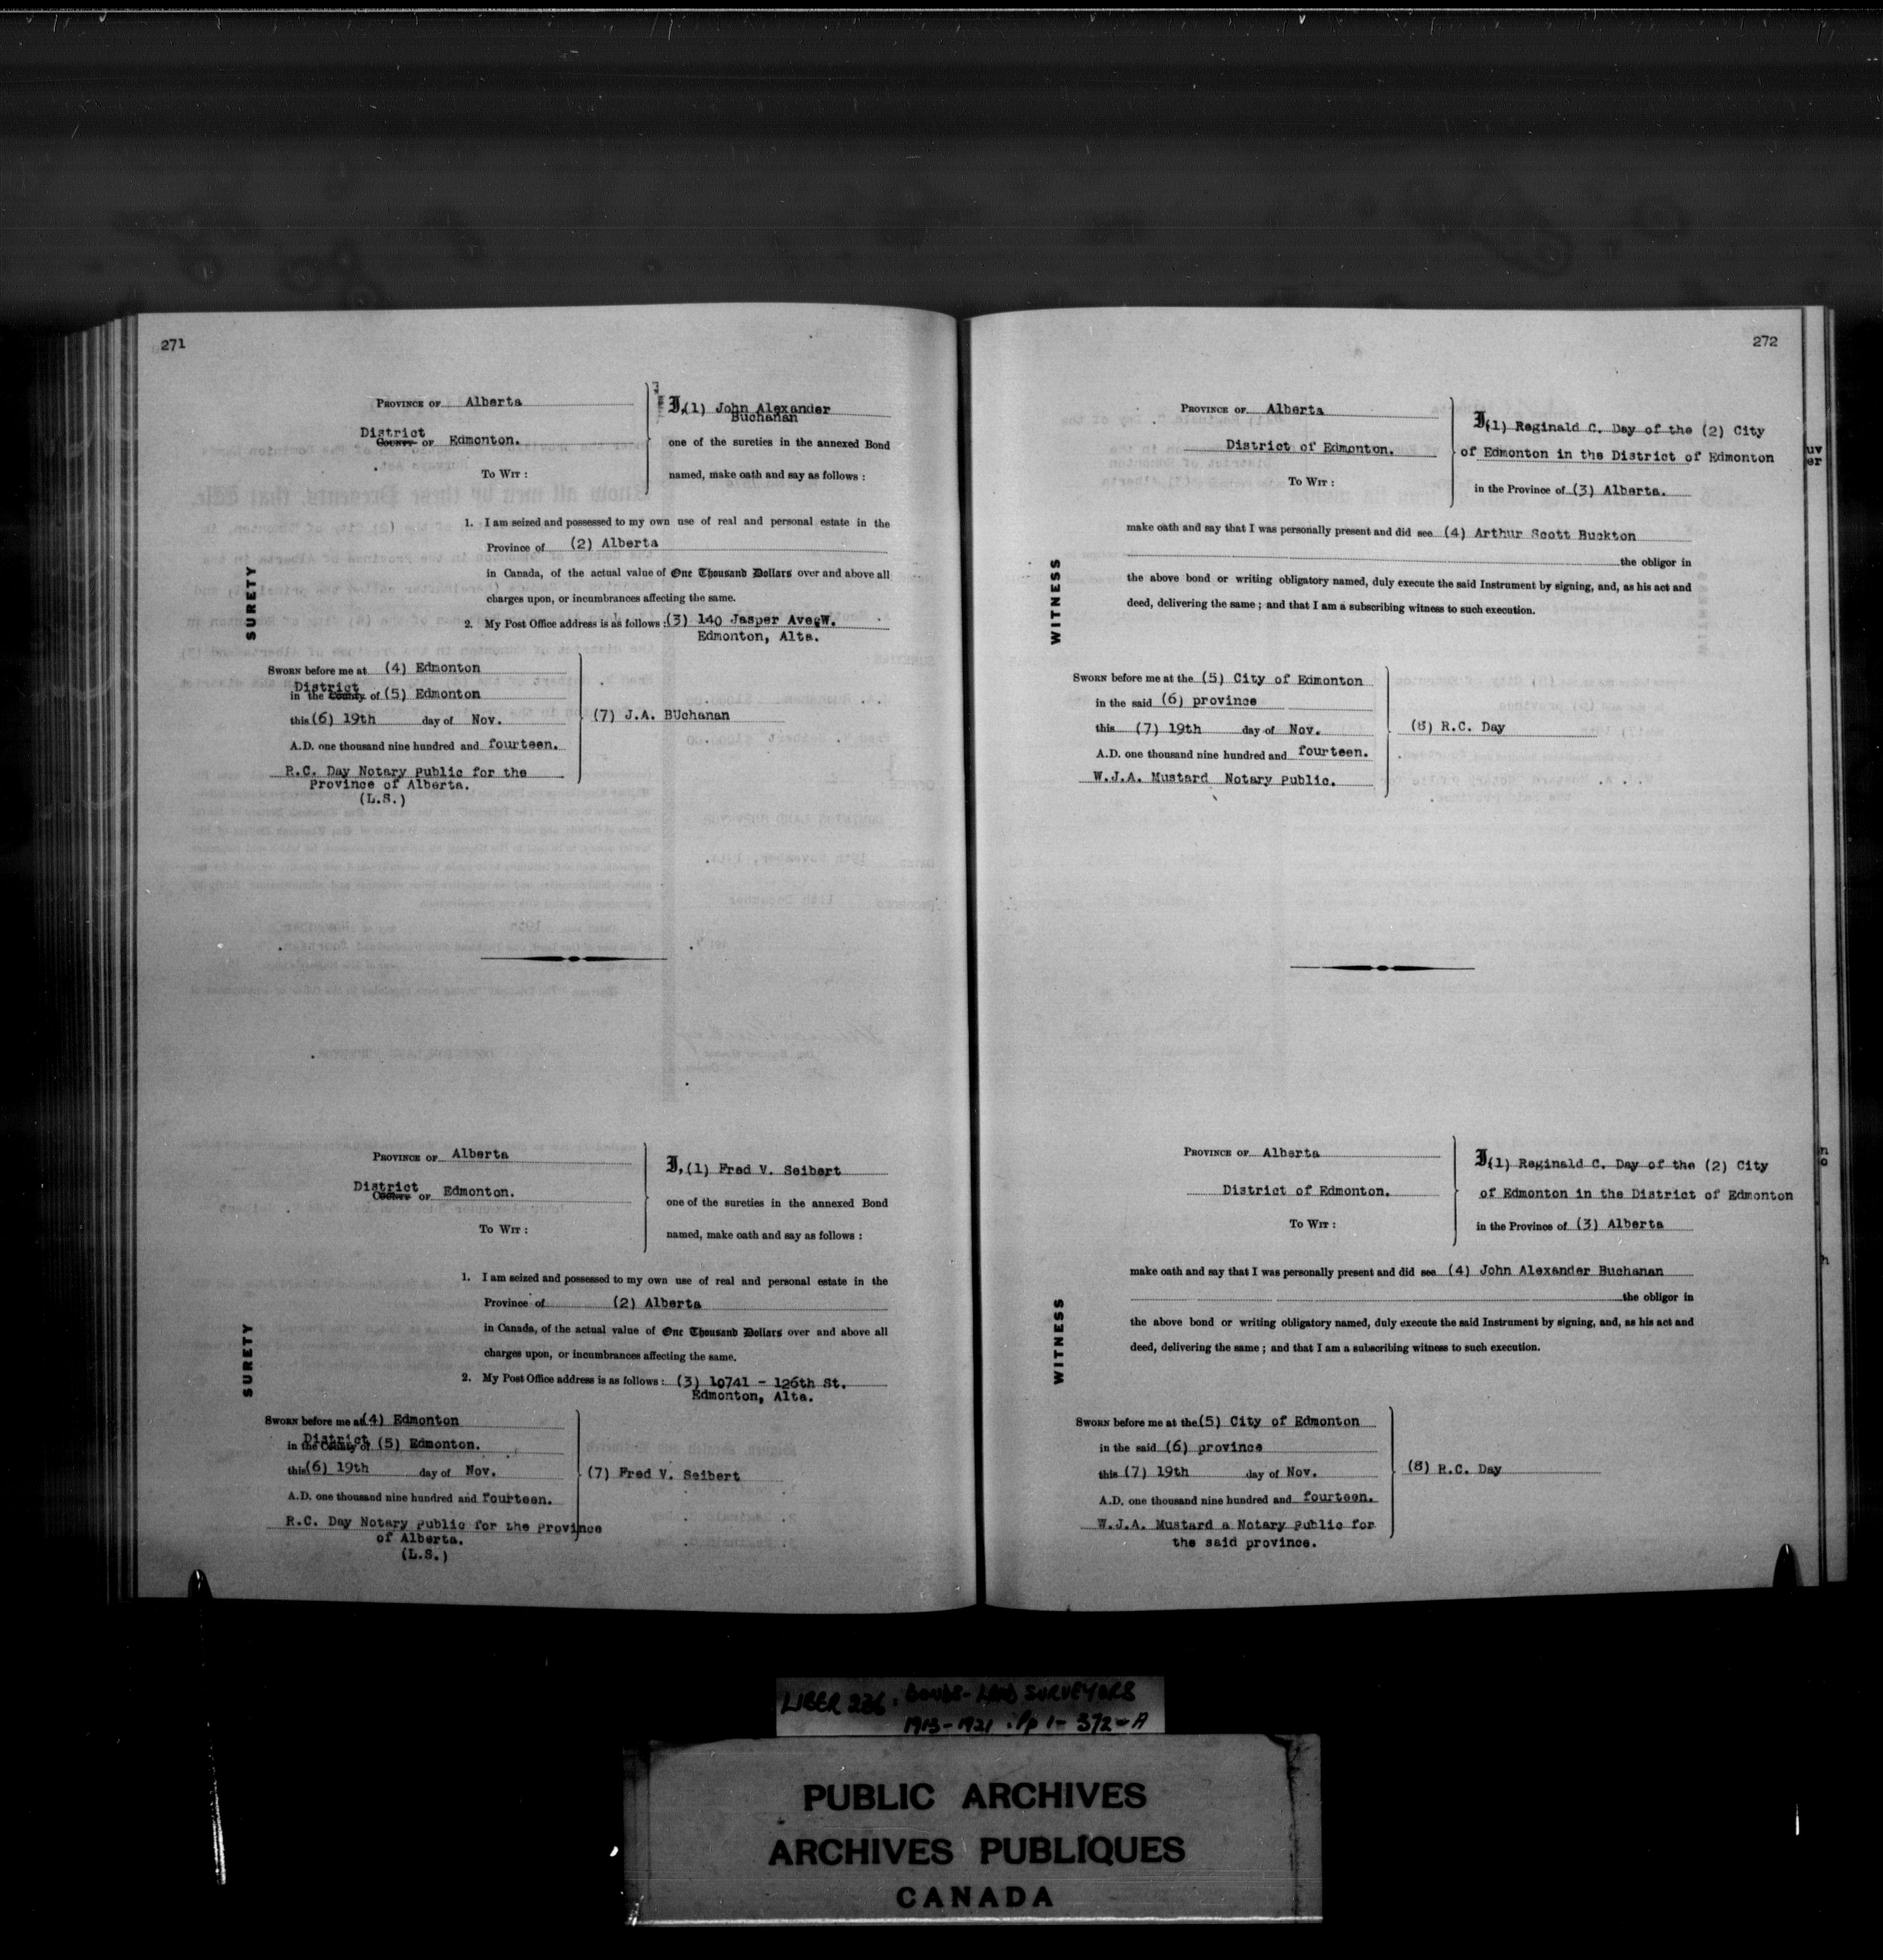 271
PROVINCE OF Alberta
District
County OF Edmonton.
TO WIT :
I, (1) John Alexander
Buchanan
one of the sureties in the annexed Bond
named, make oath and say as follows :
1. I am seized and possessed to my own use of real and personal estate in the
Province of (2) Alberta
in Canada, of the actual value of One Thousand Dollars over and above all
charges upon, or incumbrances affecting the same.
2. My Post Office address is as follows : (3) 140 Jasper Ave W.
Edmonton, Alta.
SURETY
SWORN before me at (4) Edmonton
District
in the County of (5) Edmonton
this (6) 19th day of Nov.
A.D. one thousand nine hundred and fourteen.
R.C. Day Notary Public for the
Province of Alberta.
(L.S.)
(7) J.A. BUchanan
PROVINCE OF Alberta
District
County OF Edmonton.
TO WIT :
I, (1) Fred V. Seibert
one of the sureties in the annexed Bond
named, make oath and say as follows :
1. I am seized and possessed to my own use of real and personal estate in the
Province of (2) Alberta
in Canada, of the actual value of One Thousand Dollars over and above all
charges upon, or incumbrances affecting the same.
2. My Post Office address is as follows : (3) 10741 - 126th St.
Edmonton, Alta.
SURETY
SWORN before me at (4) Edmonton
District
in the County of (5) Edmonton.
this (6) 19th day of Nov.
A.D. one thousand nine hundred and fourteen.
R.C. Day Notary Public for the Province
of Alberta.
(L.S.)
(7) Fred V. Seibert
272
PROVINCE OF Alberta
District of Edmonton.
TO WIT :
I (1) Reginald C. Day of the (2) City
of Edmonton in the District of Edmonton
in the Province of (3) Alberta.
make oath and say that I was personally present and did see (4) Arthur Scott Buckton
the obligor in
the above bond or writing obligatory named, duly execute the said Instrument by signing, and, as his act and
deed, delivering the same ; and that I am a subscribing witness to such execution.
WITNESS
SWORN before me at the (5) City of Edmonton
in the said (6) province
this (7) 19th day of Nov.
A.D. one thousand nine hundred and fourteen.
W.J.A. Mustard Notary Public.
(8) R.C. Day
PROVINCE OF Alberta
District of Edmonton.
TO WIT :
I (1) Reginald C. Day of the (2) City
of Edmonton in the District of Edmonton
in the Province of (3) Alberta
make oath and say that I was personally present and did see (4) John Alexander Buchanan
the obligor in
the above bond or writing obligatory named, duly execute the said Instrument by signing, and, as his act and
deed, delivering the same ; and that I am a subscribing witness to such execution.
WITNESS
SWORN before me at the (5) City of Edmonton
in the said (6) province
this (7) 19th day of Nov.
A.D. one thousand nine hundred and fourteen.
W.J.A. Mustard a Notary Public for
the said province.
(8) R.C. Day
LIBER 236. BONDS - LAND SURVEYORS
1913-1921. Pp 1- 372-A
PUBLIC ARCHIVES
ARCHIVES PUBLIQUES
CANADA